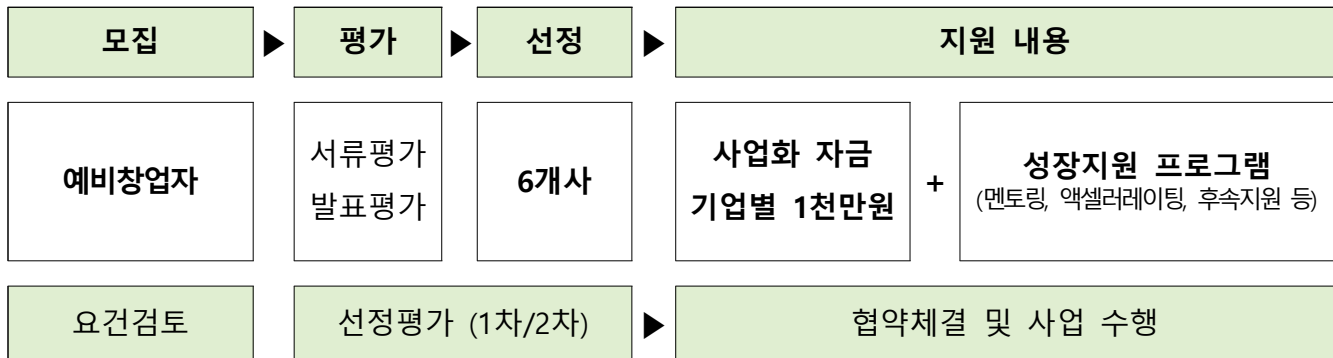 모집 ▶ 평가 ▶ 선정 ▶ 지원 내용
예비창업자
서류평가
발표평가
6개사
사업화 자금
기업별 1천만원
+
성장지원 프로그램
(멘토링, 액셀러레이팅, 후속지원 등)
요건검토
선정평가 (1차/2차) ▶ 협약체결 및 사업 수행